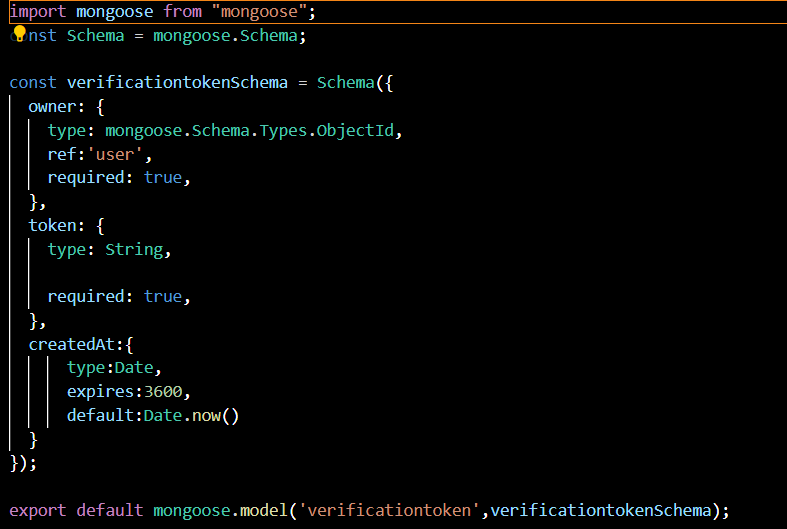 import mongoose from "mongoose";
nst Schema = mongoose.Schema;
const verificationtokenSchema = Schema({
owner: {
type: mongoose.Schema.Types.ObjectId,
ref:'user',
required: true,
},
token: {
type: String,
required: true,
},
createdAt:{
type:Date,
expires:3600,
default:Date.now()
}
});
export default mongoose.model('verificationtoken',verificationtokenSchema);